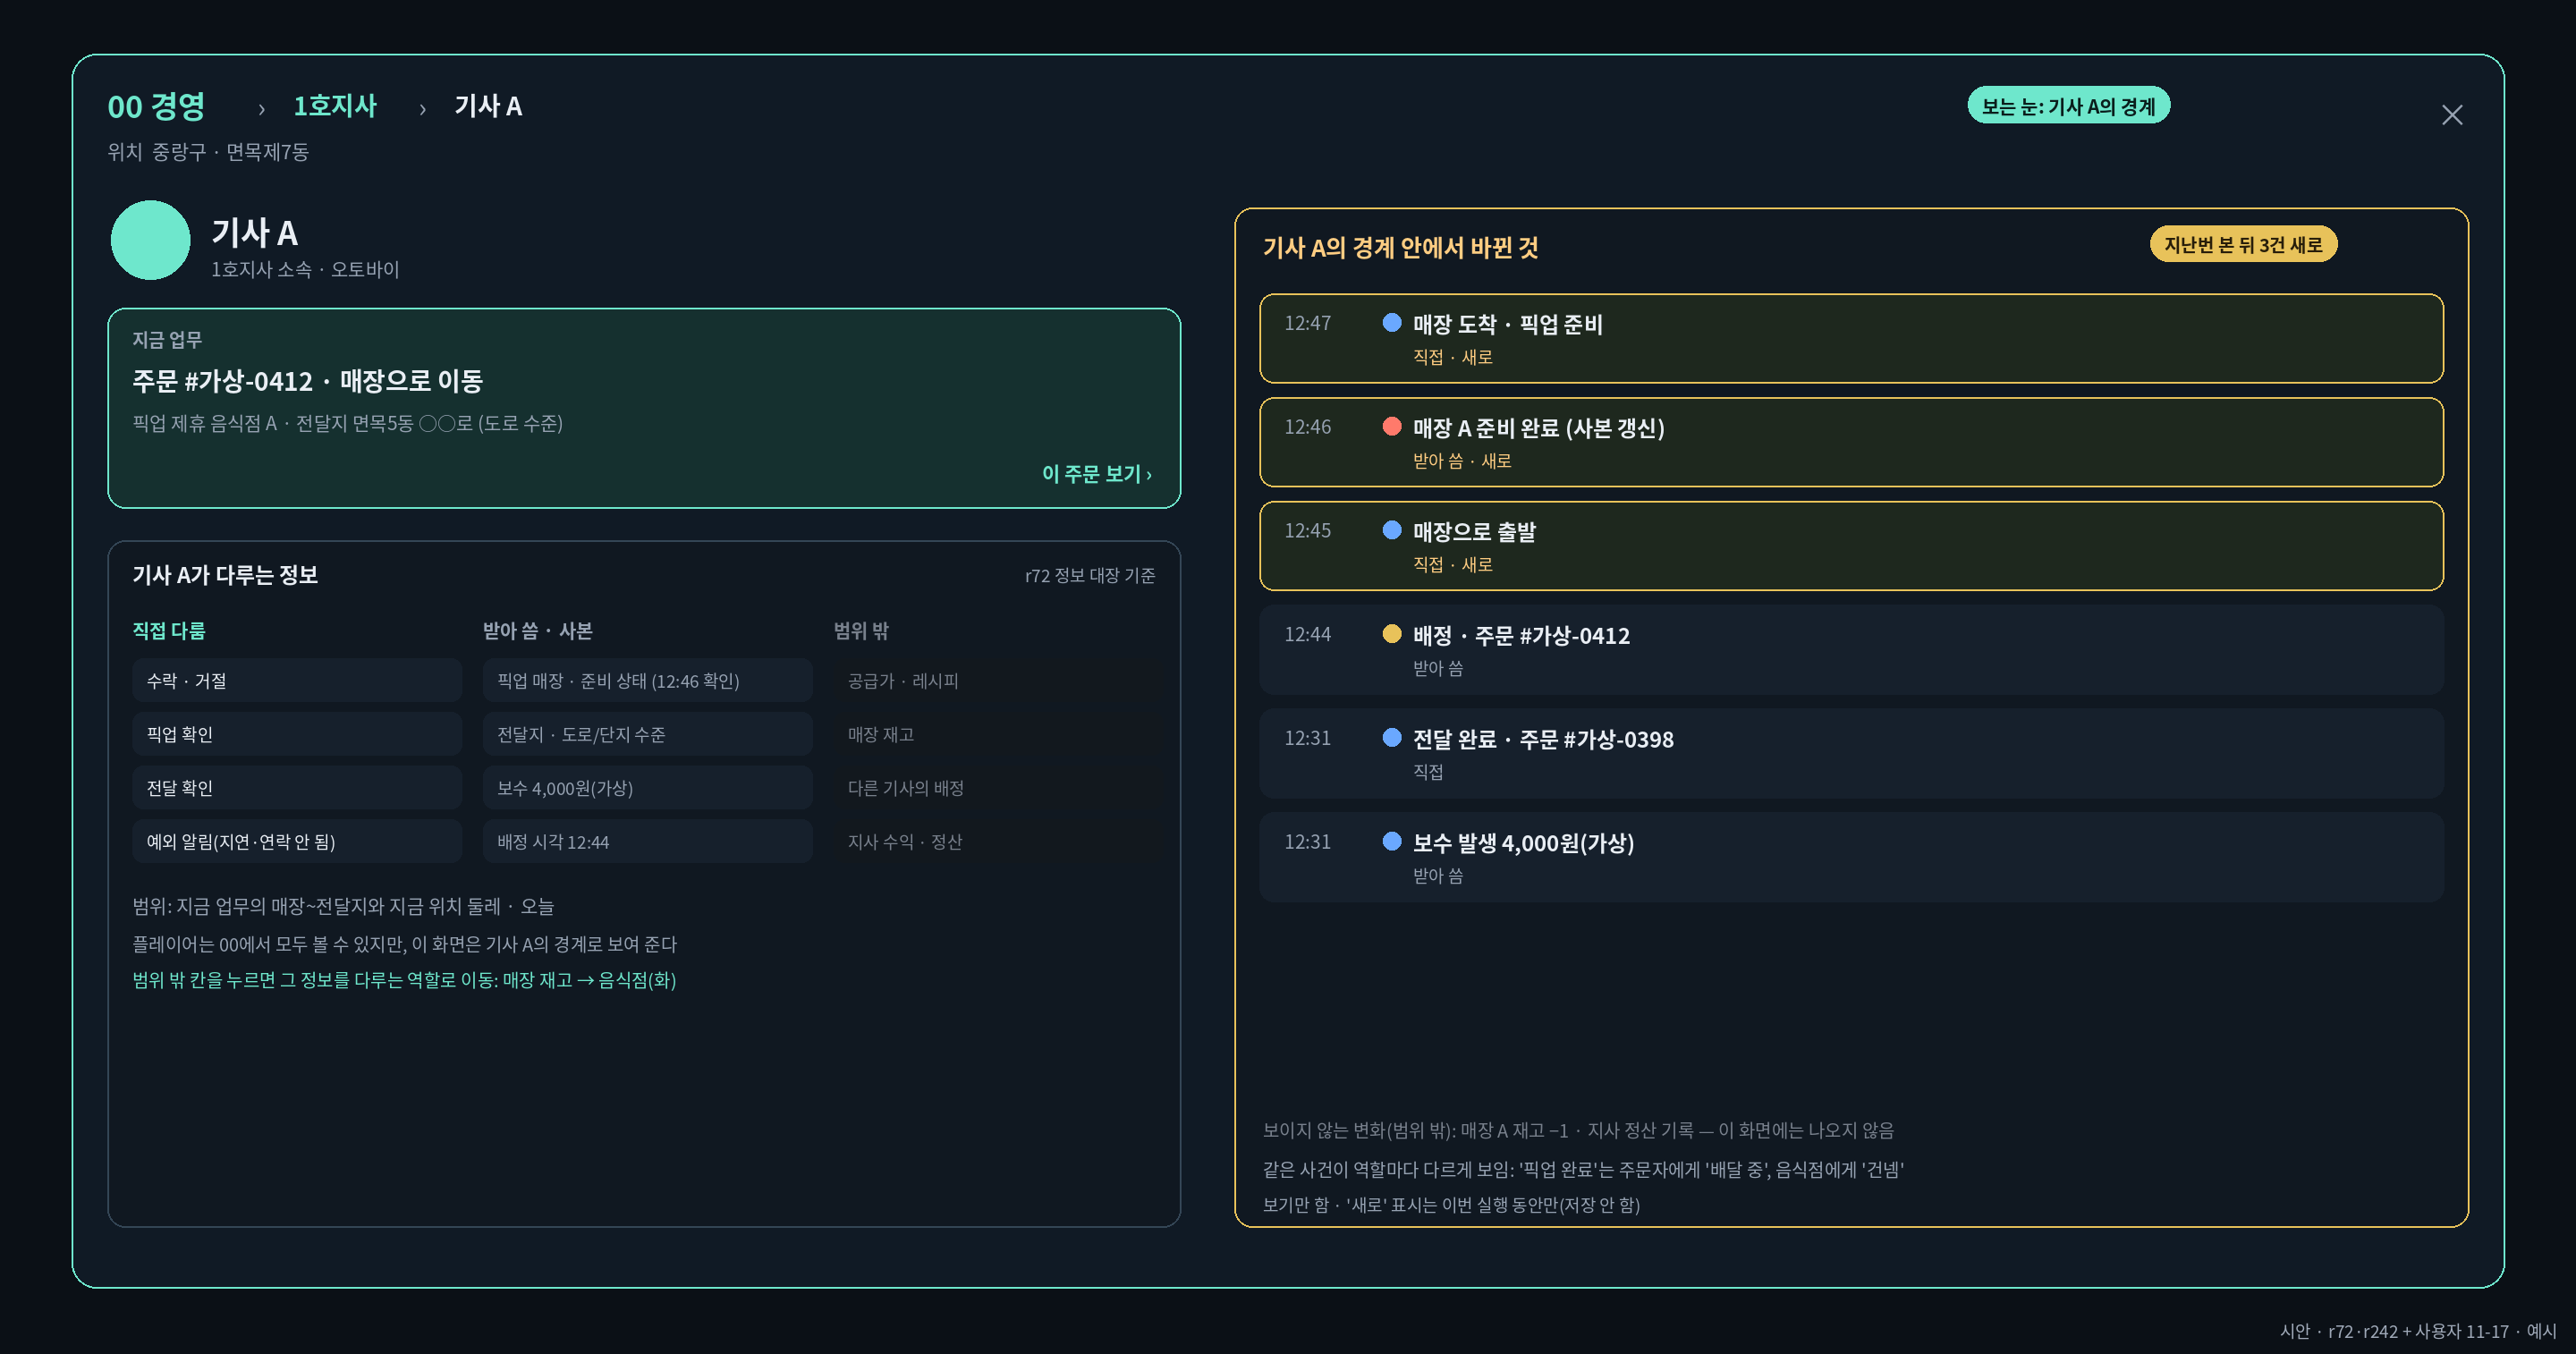 00 경영 › 1호지사 › 기사 A
보는 눈: 기사 A의 경계
위치 중랑구 · 면목제7동
기사 A
1호지사 소속 · 오토바이
지금 업무
주문 #가상-0412 · 매장으로 이동
픽업 제휴 음식점 A · 전달지 면목5동 ○○로 (도로 수준)
이 주문 보기 ›
기사 A가 다루는 정보
r72 정보 대장 기준
직접 다룸
받아 씀 · 사본
범위 밖
수락 · 거절
픽업 매장 · 준비 상태 (12:46 확인)
공급가 · 레시피
픽업 확인
전달지 · 도로/단지 수준
매장 재고
전달 확인
보수 4,000원(가상)
다른 기사의 배정
예외 알림(지연·연락 안 됨)
배정 시각 12:44
지사 수익 · 정산
범위: 지금 업무의 매장~전달지와 지금 위치 둘레 · 오늘
플레이어는 00에서 모두 볼 수 있지만, 이 화면은 기사 A의 경계로 보여 준다
범위 밖 칸을 누르면 그 정보를 다루는 역할로 이동: 매장 재고 → 음식점(화)
기사 A의 경계 안에서 바뀐 것
지난번 본 뒤 3건 새로
12:47 매장 도착 · 픽업 준비
직접 · 새로
12:46 매장 A 준비 완료 (사본 갱신)
받아 씀 · 새로
12:45 매장으로 출발
직접 · 새로
12:44 배정 · 주문 #가상-0412
받아 씀
12:31 전달 완료 · 주문 #가상-0398
직접
12:31 보수 발생 4,000원(가상)
받아 씀
보이지 않는 변화(범위 밖): 매장 A 재고 −1 · 지사 정산 기록 — 이 화면에는 나오지 않음
같은 사건이 역할마다 다르게 보임: '픽업 완료'는 주문자에게 '배달 중', 음식점에게 '건넴'
보기만 함 · '새로' 표시는 이번 실행 동안만(저장 안 함)
시안 · r72·r242 + 사용자 11-17 · 예시